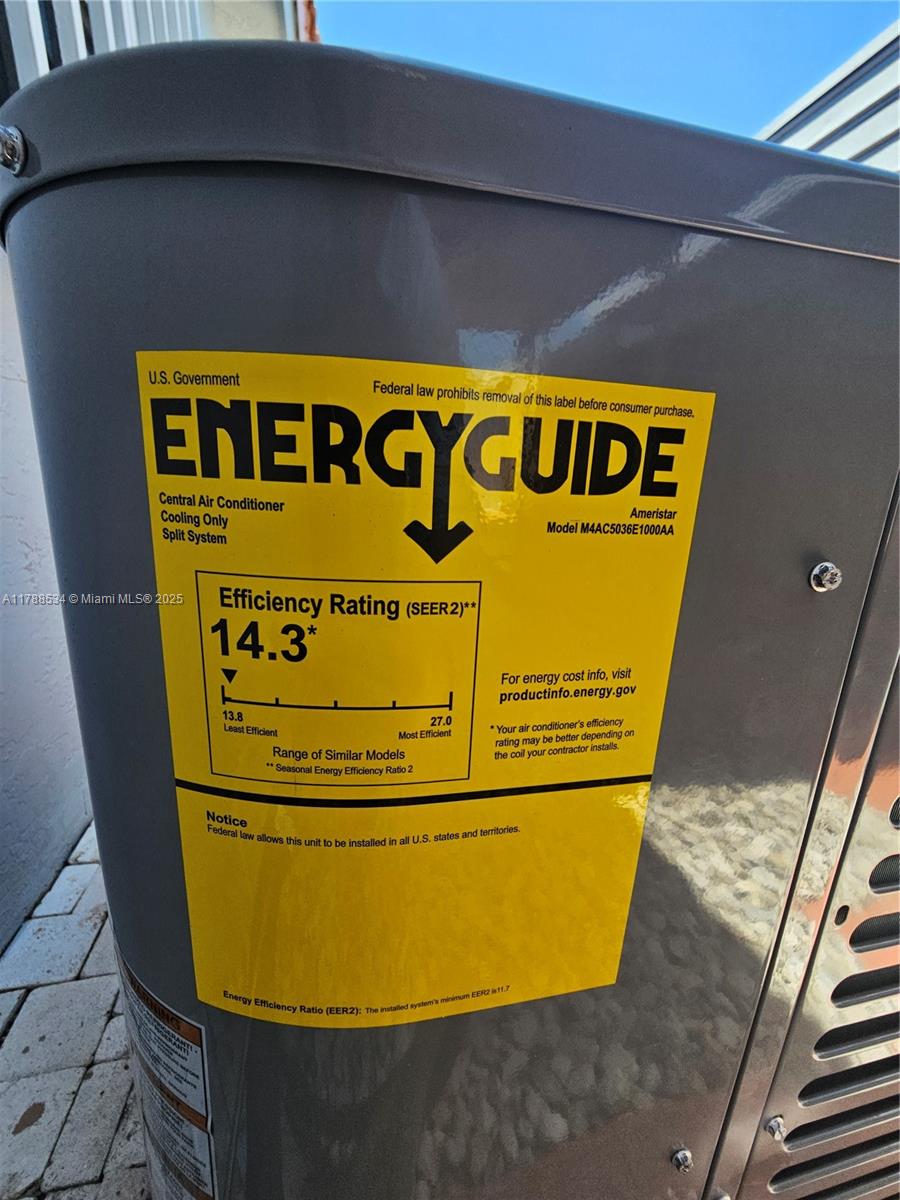 U.S. Government
Federal law prohibits removal of this label before consumer purchase.
ENERGYGUIDE
Central Air Conditioner
Cooling Only
Split System
Ameristar
Model M4AC5036E1000AA
Efficiency Rating (SEER2)**
14.3*
13.8
Least Efficient
27.0
Most Efficient
Range of Similar Models
** Seasonal Energy Efficiency Ratio 2
For energy cost info, visit
productinfo.energy.gov
* Your air conditioner's efficiency
rating may be better depending on
the coil your contractor installs.
Notice
Federal law allows this unit to be installed in all U.S. states and territories.
Energy Efficiency Ratio (EER2): The installed system's minimum EER2 is11.7
A11788534 © Miami MLS® 2025
WARNING